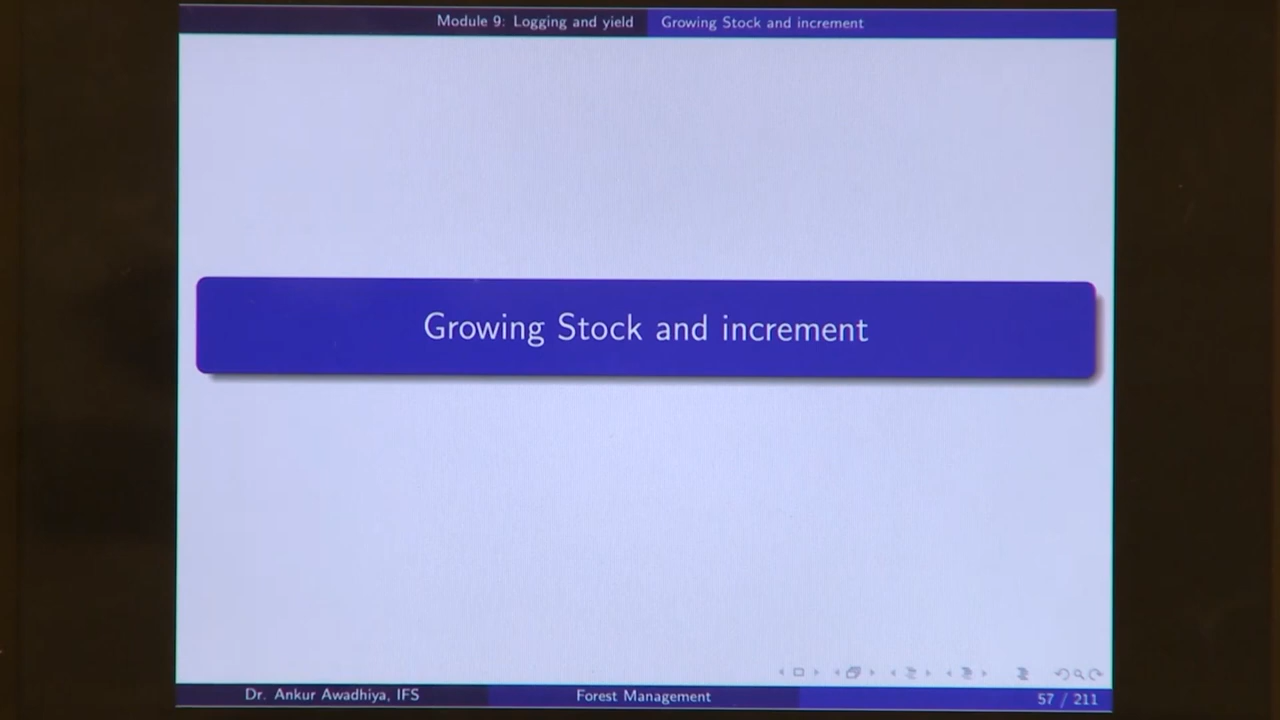 Module 9: Logging and yield
Growing Stock and increment
Growing Stock and increment
Dr. Ankur Awadhiya, IFS
Forest Management
57 / 211